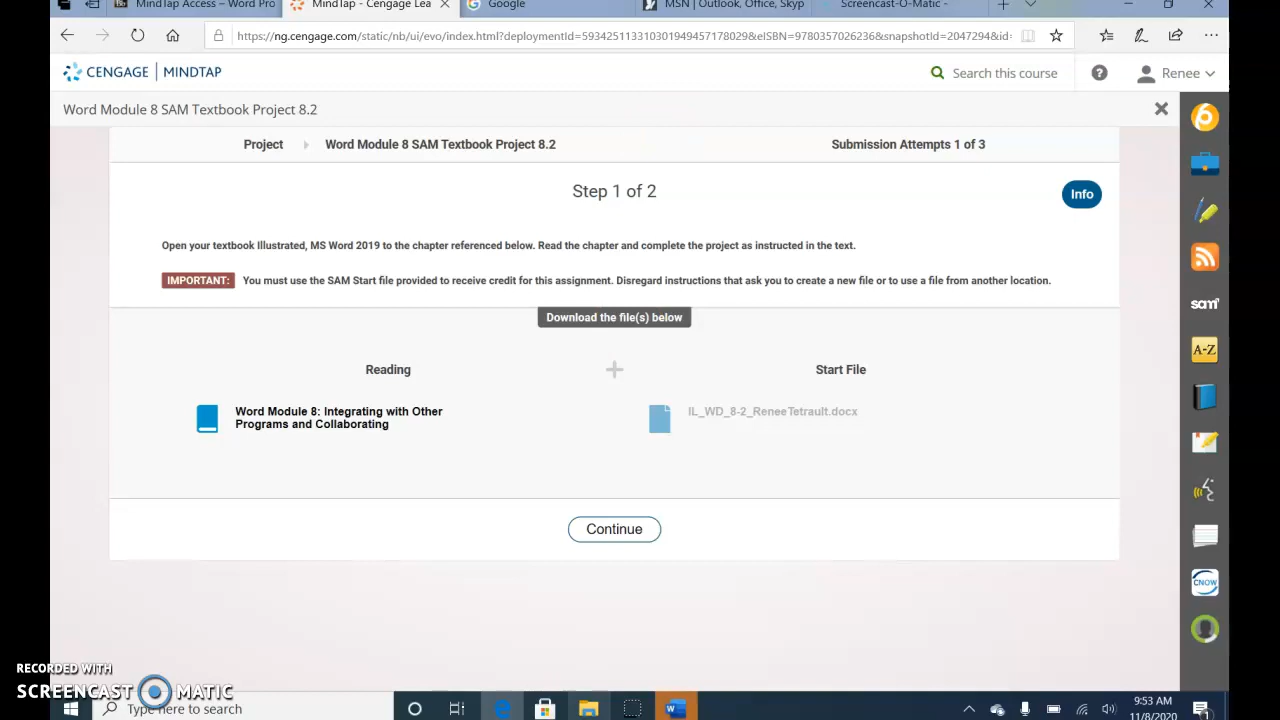 MindTap Access – Word Pro
MindTap - Cengage Lea
Google
MSN | Outlook, Office, Skyp
Screencast-O-Matic -
https://ng.cengage.com/static/nb/ui/evo/index.html?deploymentId=59342511331030194945717802​9&eISBN=9780357026236&snapshotId=2047294&id:
CENGAGE | MINDTAP
Search this course
?
Renee
Word Module 8 SAM Textbook Project 8.2
Project
Word Module 8 SAM Textbook Project 8.2
Submission Attempts 1 of 3
Step 1 of 2
Info
Open your textbook Illustrated, MS Word 2019 to the chapter referenced below. Read the chapter and complete the project as instructed in the text.
IMPORTANT: You must use the SAM Start file provided to receive credit for this assignment. Disregard instructions that ask you to create a new file or to use a file from another location.
Download the file(s) below
Reading
Start File
Word Module 8: Integrating with Other
Programs and Collaborating
IL_WD_8-2_ReneeTetrault.docx
Continue
sam
A-Z
CNOW
RECORDED WITH
SCREENCAST MATIC
Type here to search
9:53 AM
11/8/2020
1